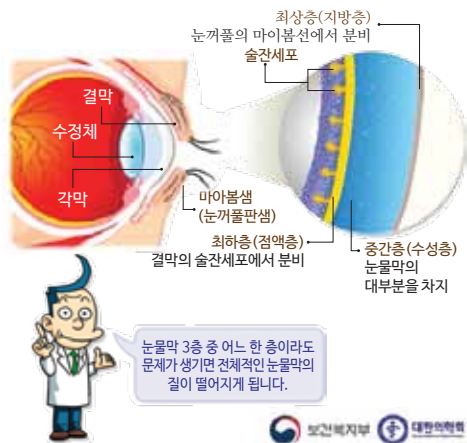 최상층(지방층)
눈꺼풀의 마이봄선에서 분비
술잔세포
결막
수정체
각막
마아봄샘
(눈꺼풀판샘)
최하층(점액층)
결막의 술잔세포에서 분비
중간층(수성층)
눈물막의
대부분을 차지
눈물막 3층 중 어느 한 층이라도
문제가 생기면 전체적인 눈물막의
질이 떨어지게 됩니다.
보건복지부 대한의학회